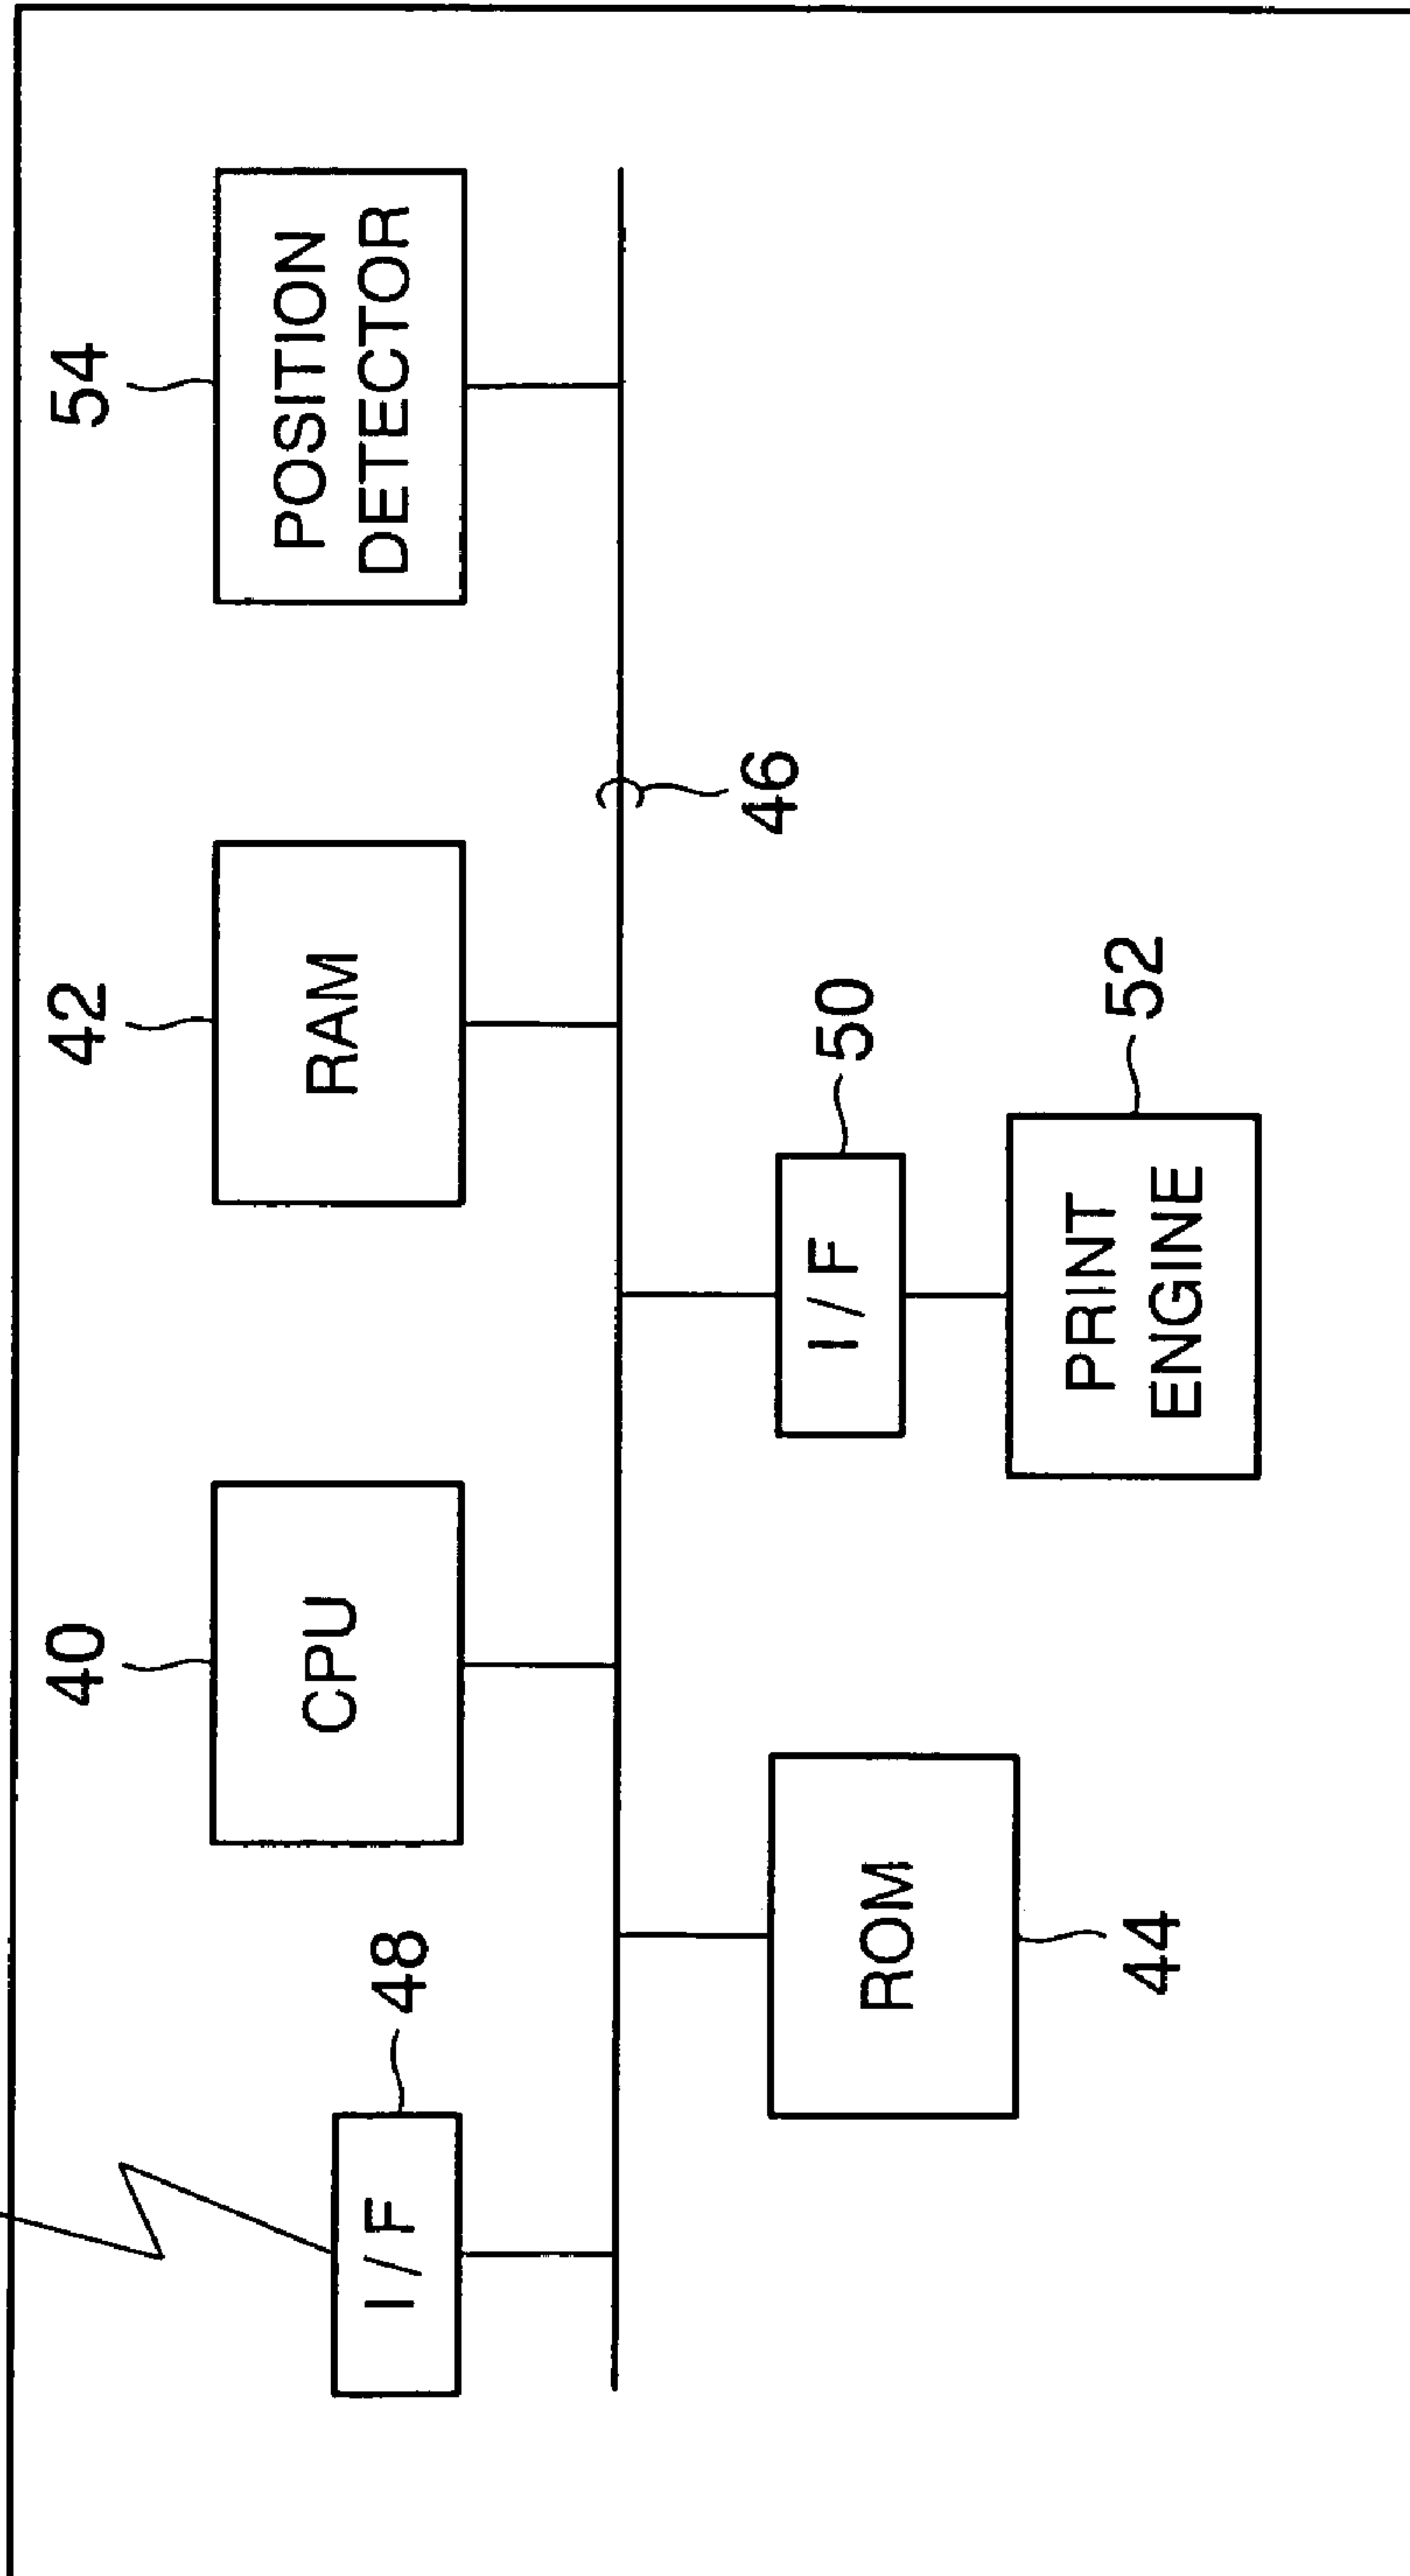 40
42
54
48
I/F
CPU
RAM
POSITION
DETECTOR
46
50
I/F
ROM
44
52
PRINT
ENGINE